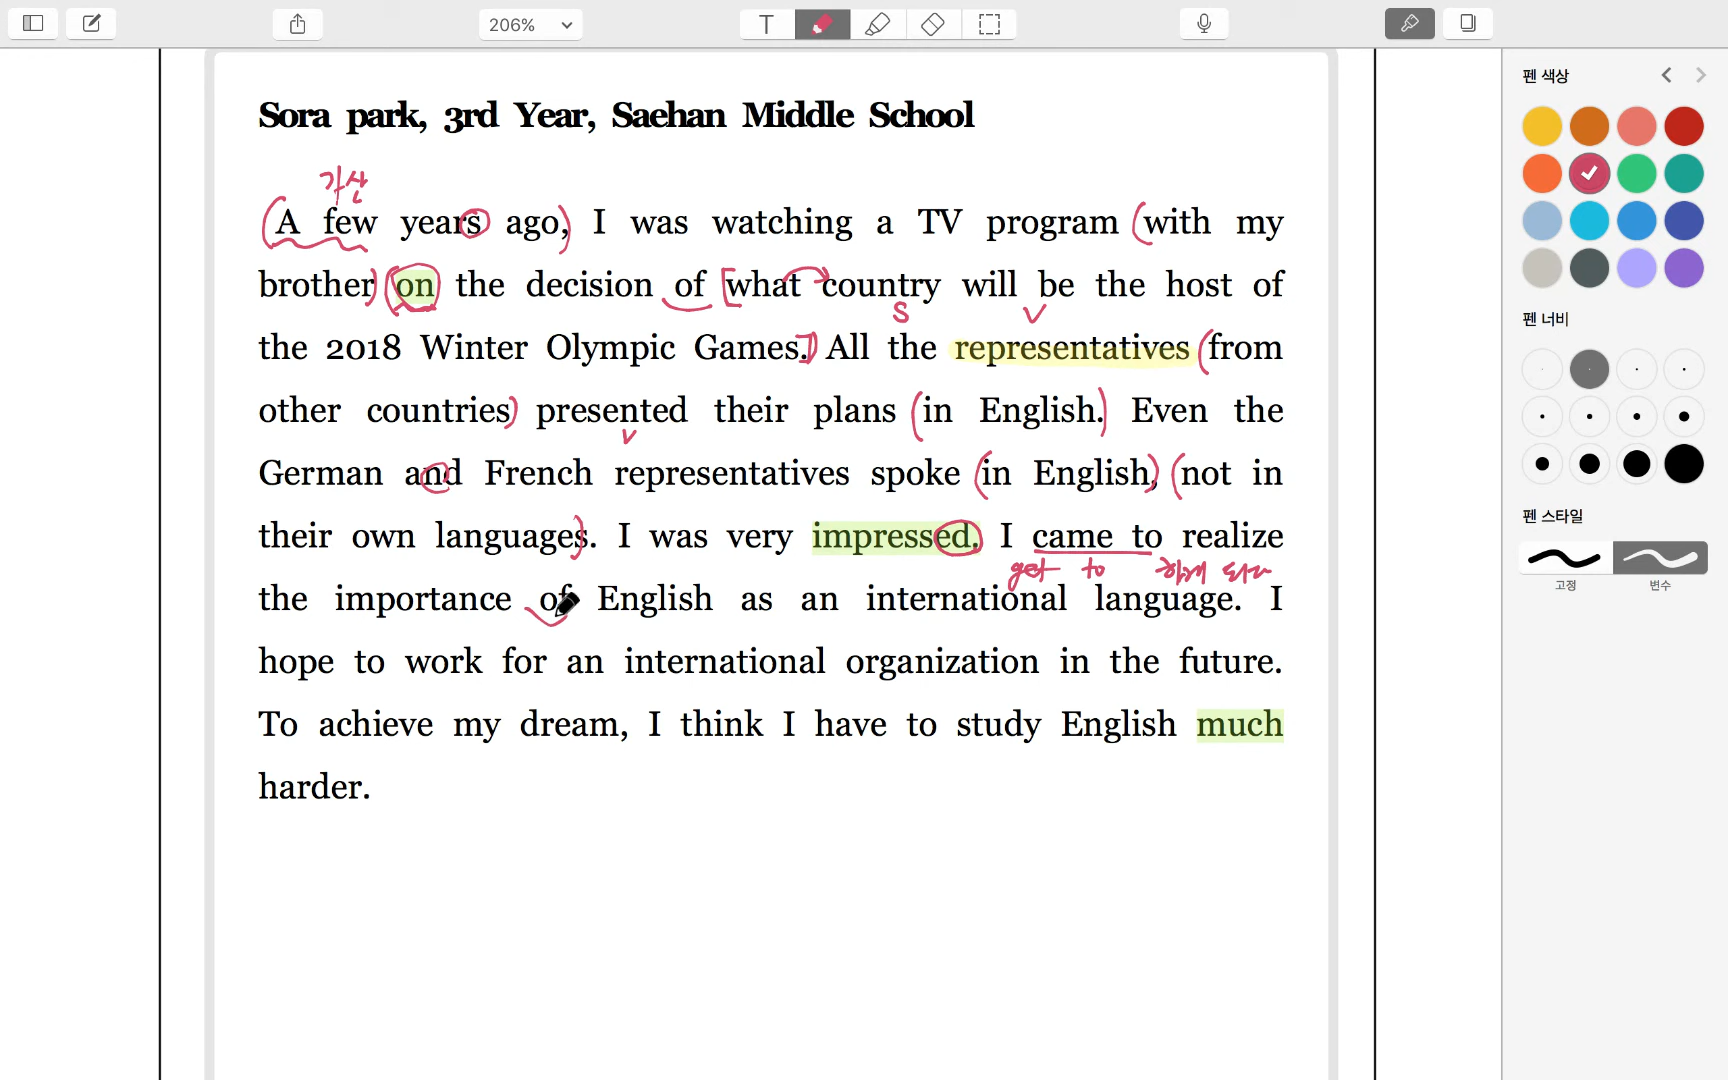 206%
T
펜 색상
Sora park, 3rd Year, Saehan Middle School
가산
A few years ago, I was watching a TV program (with my
brother) (on the decision of [what country will be the host of
S V
the 2018 Winter Olympic Games.]) All the representatives (from
other countries) presented their plans (in English.) Even the
V
German and French representatives spoke (in English,) (not in
their own languages). I was very impressed. I came to realize
get to 하게 되다
the importance of English as an international language. I
hope to work for an international organization in the future.
To achieve my dream, I think I have to study English much
harder.
펜 너비
펜 스타일
고정
변수